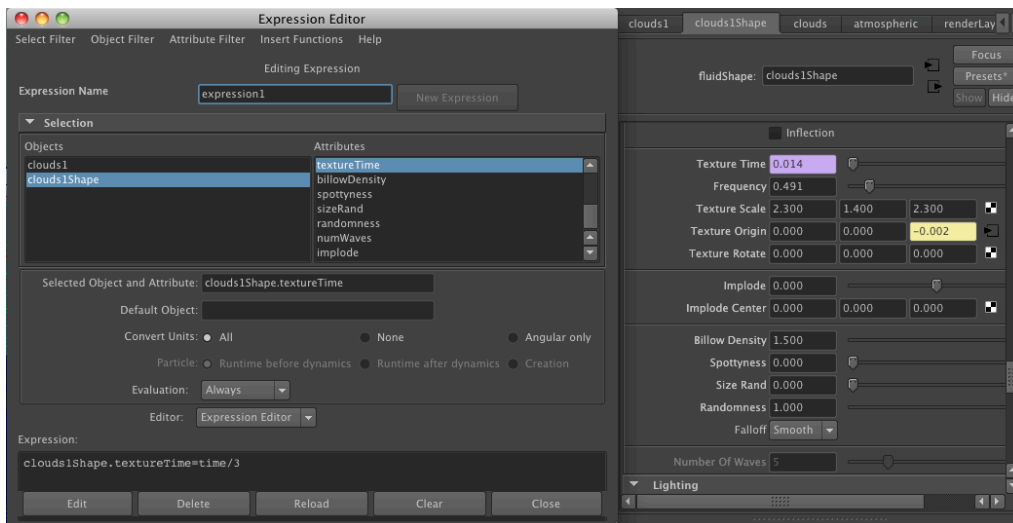 Expression Editor
Select Filter Object Filter Attribute Filter Insert Functions Help
Editing Expression
Expression Name expression1 New Expression
Selection
Objects Attributes
clouds1 textureTime
clouds1Shape billowDensity
spottyness
sizeRand
randomness
numWaves
implode
Selected Object and Attribute: clouds1Shape.textureTime
Default Object:
Convert Units: All None Angular only
Particle: Runtime before dynamics Runtime after dynamics Creation
Evaluation: Always
Editor: Expression Editor
Expression:
clouds1Shape.textureTime=time/3
Edit Delete Reload Clear Close
clouds1 clouds1Shape clouds atmospheric renderLay
Focus
fluidShape: clouds1Shape Presets*
Show Hide
Inflection
Texture Time 0.014
Frequency 0.491
Texture Scale 2.300 1.400 2.300
Texture Origin 0.000 0.000 -0.002
Texture Rotate 0.000 0.000 0.000
Implode 0.000
Implode Center 0.000 0.000 0.000
Billow Density 1.500
Spottyness 0.000
Size Rand 0.000
Randomness 1.000
Falloff Smooth
Number Of Waves 5
Lighting